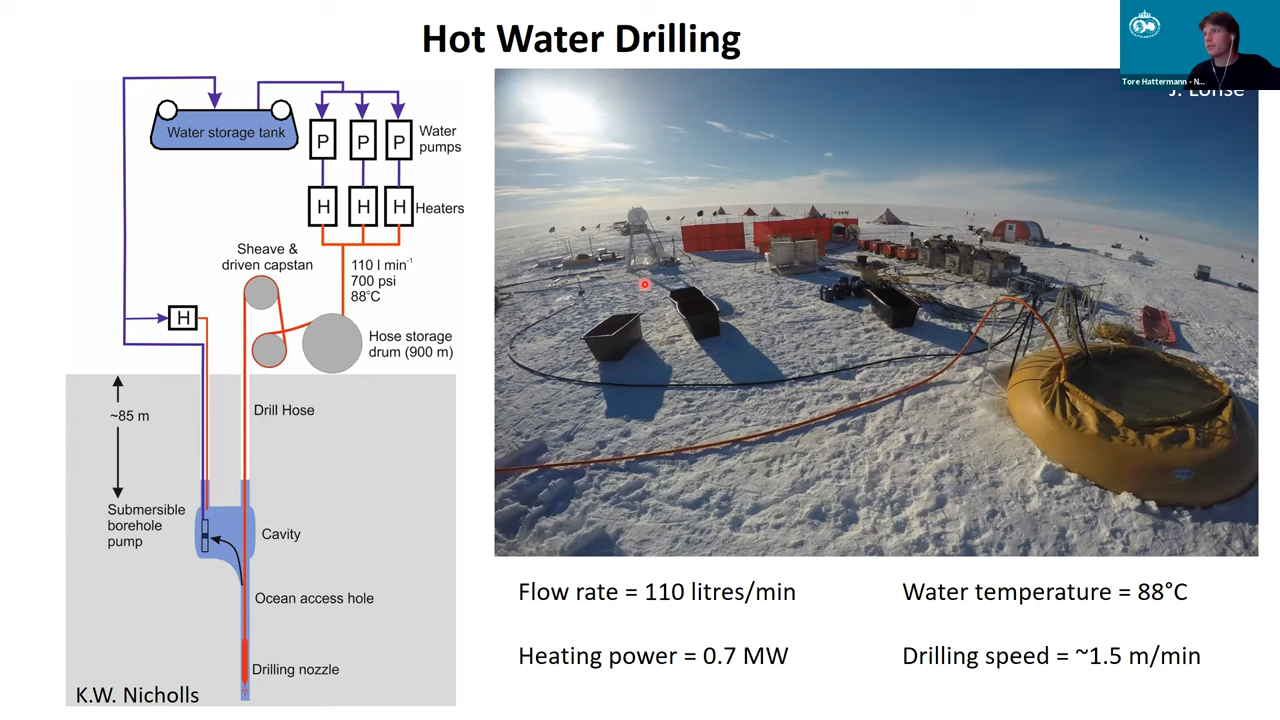 Hot Water Drilling
Tore Hattermann - N...
Water storage tank
P
P
P
Water
pumps
H
H
H
Heaters
Sheave &
driven capstan
110 l min⁻¹
700 psi
88°C
H
Hose storage
drum (900 m)
~85 m
Drill Hose
Submersible
borehole
pump
Cavity
Ocean access hole
Drilling nozzle
K.W. Nicholls
Flow rate = 110 litres/min
Water temperature = 88°C
Heating power = 0.7 MW
Drilling speed = ~1.5 m/min